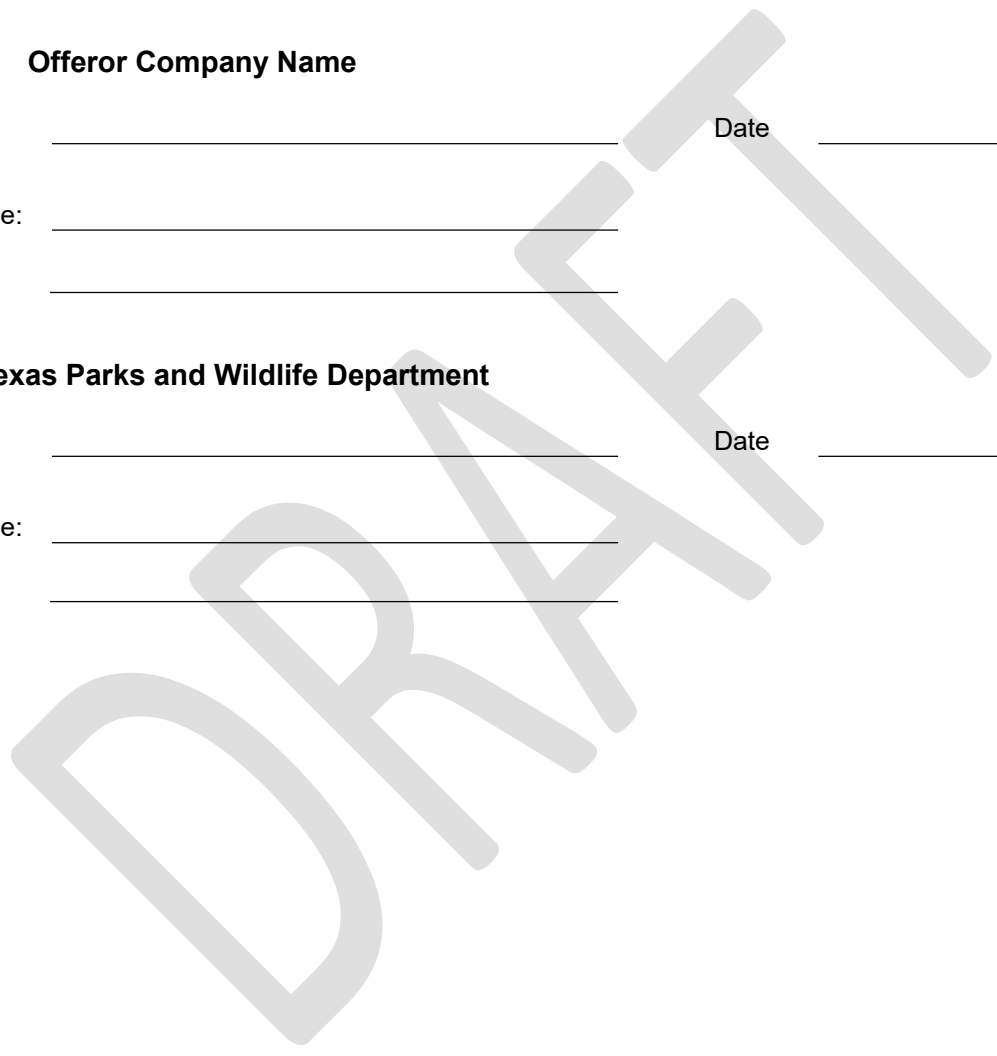 Offeror Company Name
Date
e:
exas Parks and Wildlife Department
Date
e:
DRAFT